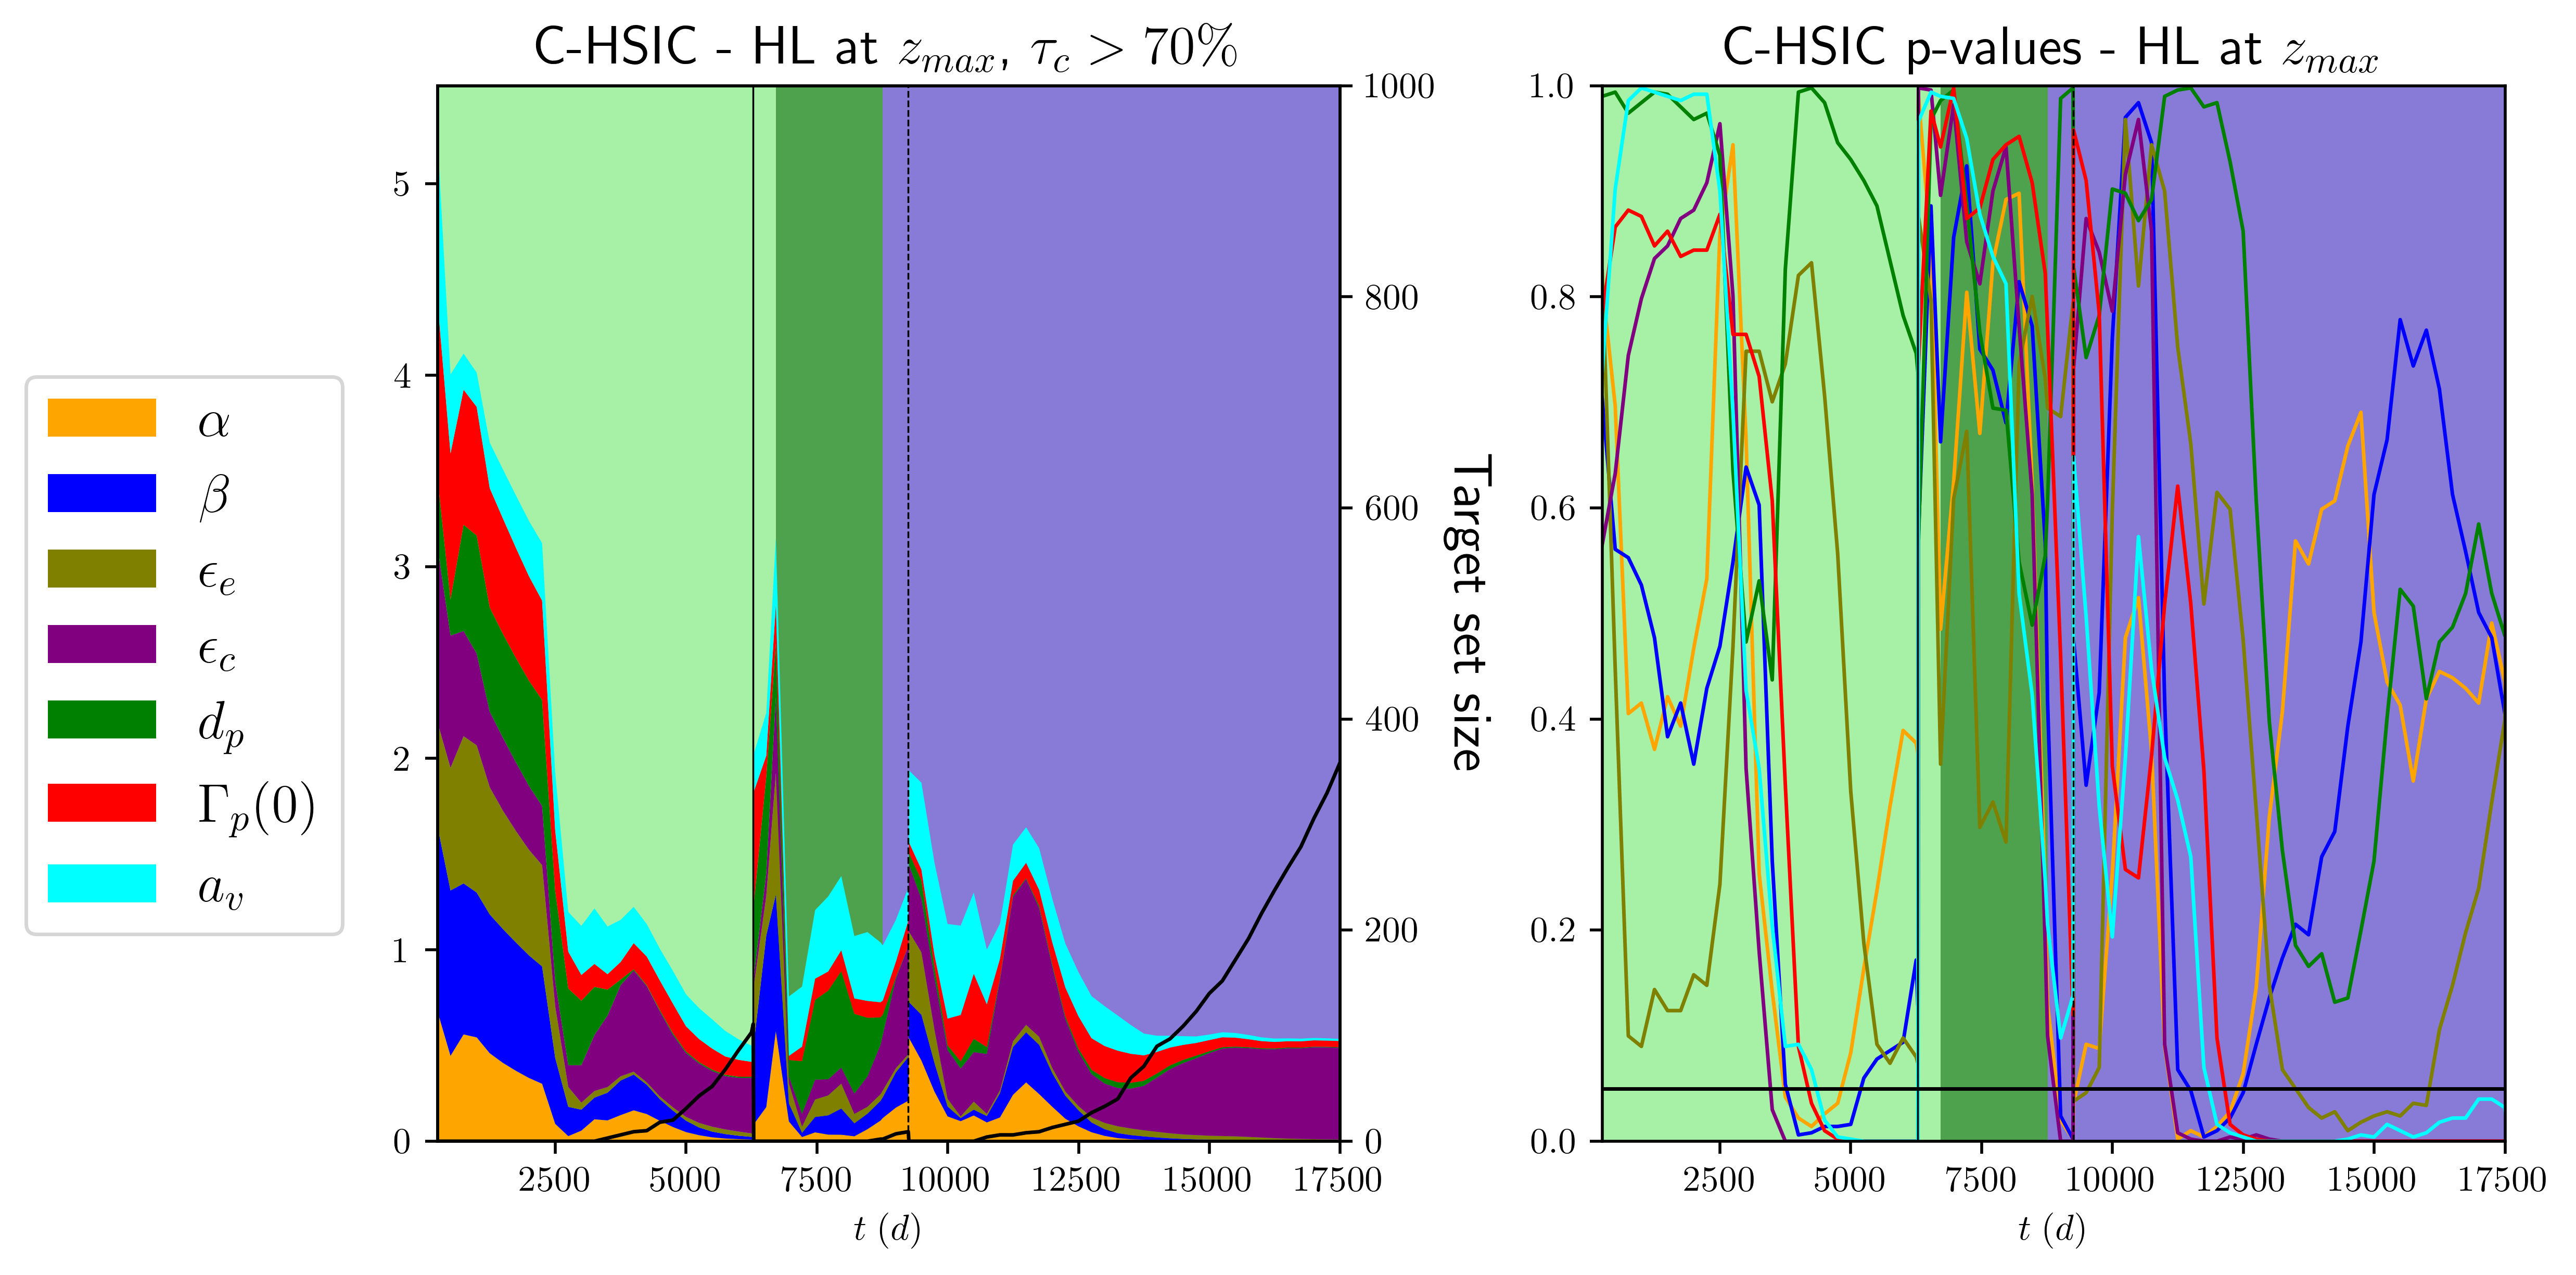 C-HSIC - HL at z_max, τ_c > 70%
C-HSIC p-values - HL at z_max
α
β
ϵ_e
ϵ_c
d_p
Γ_p(0)
a_v
5
4
3
2
1
0
1000
800
600
400
200
0
Target set size
2500 5000 7500 10000 12500 15000 17500
t (d)
1.0
0.8
0.6
0.4
0.2
0.0
2500 5000 7500 10000 12500 15000 17500
t (d)